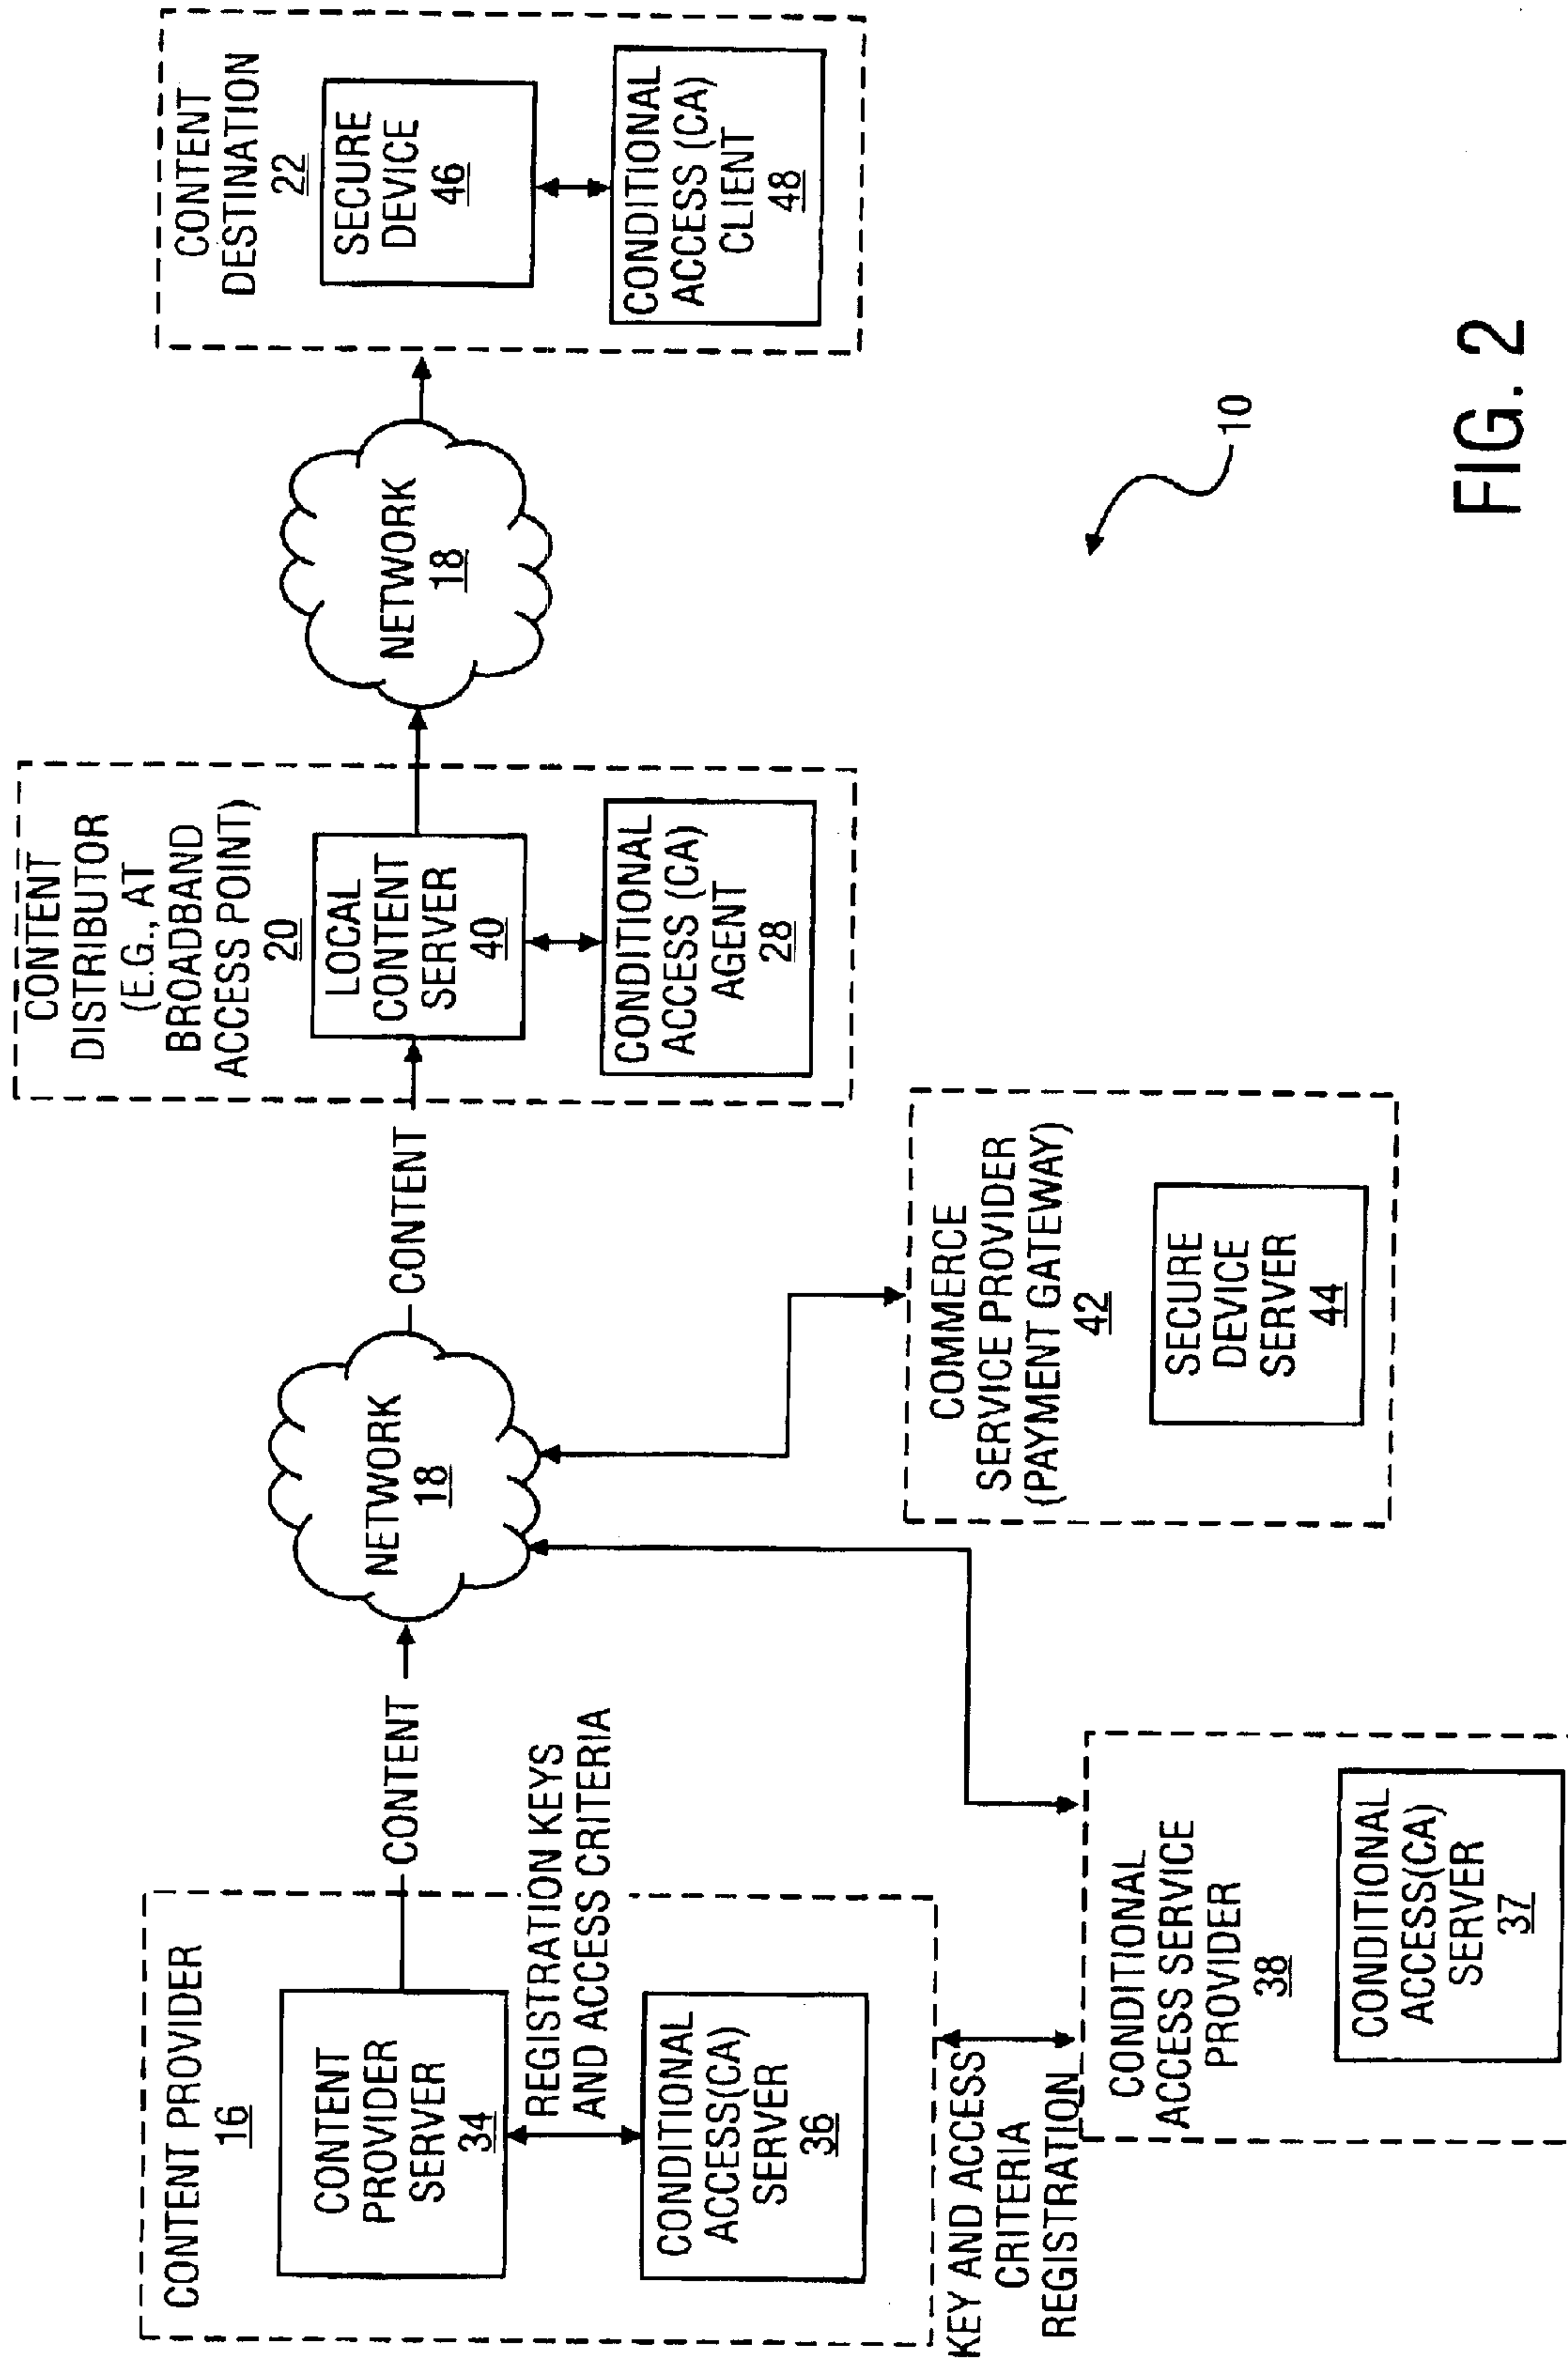 CONTENT PROVIDER
16
CONTENT
PROVIDER
SERVER
34
REGISTRATION KEYS
AND ACCESS CRITERIA
CONDITIONAL
ACCESS(CA)
SERVER
36
KEY AND ACCESS
CRITERIA
REGISTRATION
CONDITIONAL
ACCESS SERVICE
PROVIDER
38
CONDITIONAL
ACCESS(CA)
SERVER
37
CONTENT
NETWORK
18
CONTENT
COMMERCE
SERVICE PROVIDER
(PAYMENT GATEWAY)
42
SECURE
DEVICE
SERVER
44
CONTENT
DISTRIBUTOR
(E.G., AT
BROADBAND
ACCESS POINT)
20
LOCAL
CONTENT
SERVER
40
CONDITIONAL
ACCESS (CA)
AGENT
28
NETWORK
18
CONTENT
DESTINATION
22
SECURE
DEVICE
46
CONDITIONAL
ACCESS (CA)
CLIENT
48
10
FIG. 2